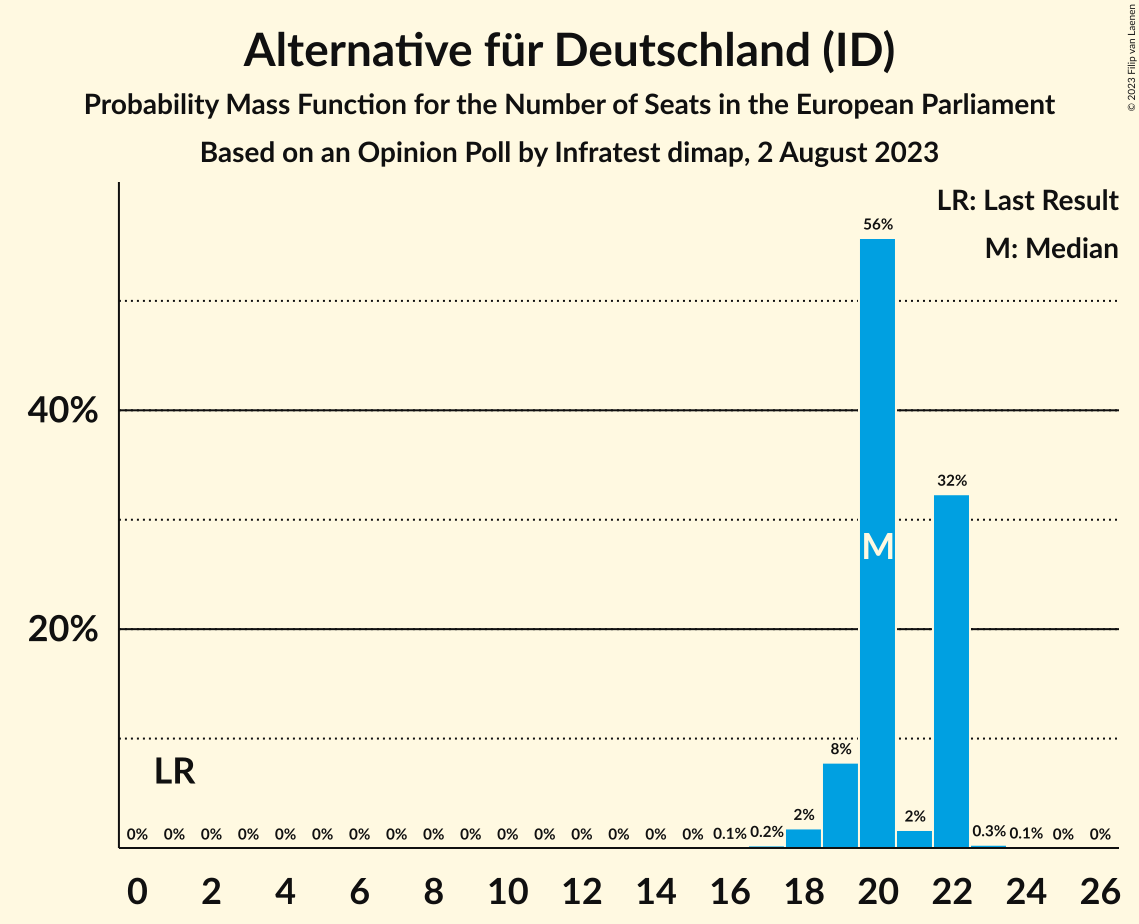 Alternative für Deutschland (ID)
Probability Mass Function for the Number of Seats in the European Parliament
Based on an Opinion Poll by Infratest dimap, 2 August 2023
© 2023 Filip van Laenen
LR: Last Result
M: Median
56%
40%
32%
M
20%
8%
LR
0% 0% 0% 0% 0% 0% 0% 0% 0% 0% 0% 0% 0% 0% 0% 0% 0.1% 0.2% 2% 2% 0.3% 0.1% 0% 0%
0 2 4 6 8 10 12 14 16 18 20 22 24 26